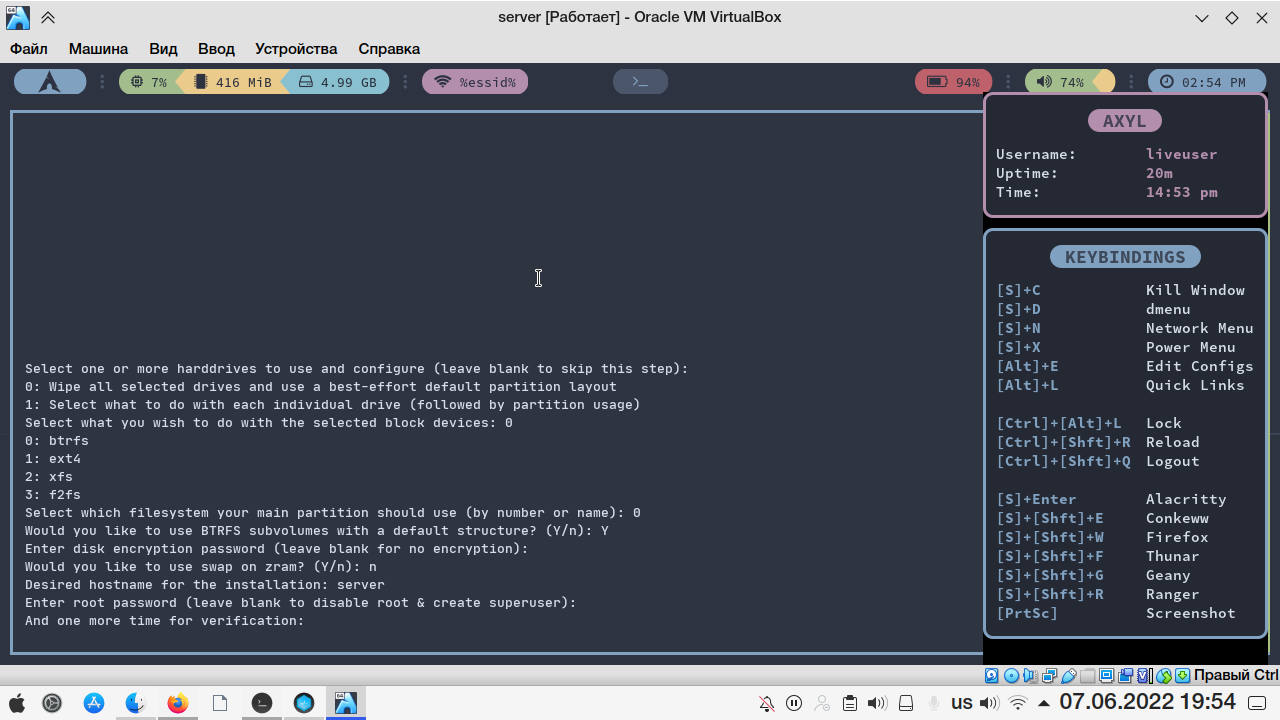 server [Работает] - Oracle VM VirtualBox
Файл Машина Вид Ввод Устройства Справка
7% 416 MiB 4.99 GB %essid% >_ 94% 74% 02:54 PM
AXYL
Username: liveuser
Uptime: 20m
Time: 14:53 pm
KEYBINDINGS
[S]+C Kill Window
[S]+D dmenu
[S]+N Network Menu
[S]+X Power Menu
[Alt]+E Edit Configs
[Alt]+L Quick Links
[Ctrl]+[Alt]+L Lock
[Ctrl]+[Shft]+R Reload
[Ctrl]+[Shft]+Q Logout
[S]+Enter Alacritty
[S]+[Shft]+E Conkeww
[S]+[Shft]+W Firefox
[S]+[Shft]+F Thunar
[S]+[Shft]+G Geany
[S]+[Shft]+R Ranger
[PrtSc] Screenshot
Select one or more harddrives to use and configure (leave blank to skip this step):
0: Wipe all selected drives and use a best-effort default partition layout
1: Select what to do with each individual drive (followed by partition usage)
Select what you wish to do with the selected block devices: 0
0: btrfs
1: ext4
2: xfs
3: f2fs
Select which filesystem your main partition should use (by number or name): 0
Would you like to use BTRFS subvolumes with a default structure? (Y/n): Y
Enter disk encryption password (leave blank for no encryption):
Would you like to use swap on zram? (Y/n): n
Desired hostname for the installation: server
Enter root password (leave blank to disable root & create superuser):
And one more time for verification:
Правый Ctrl
us 07.06.2022 19:54